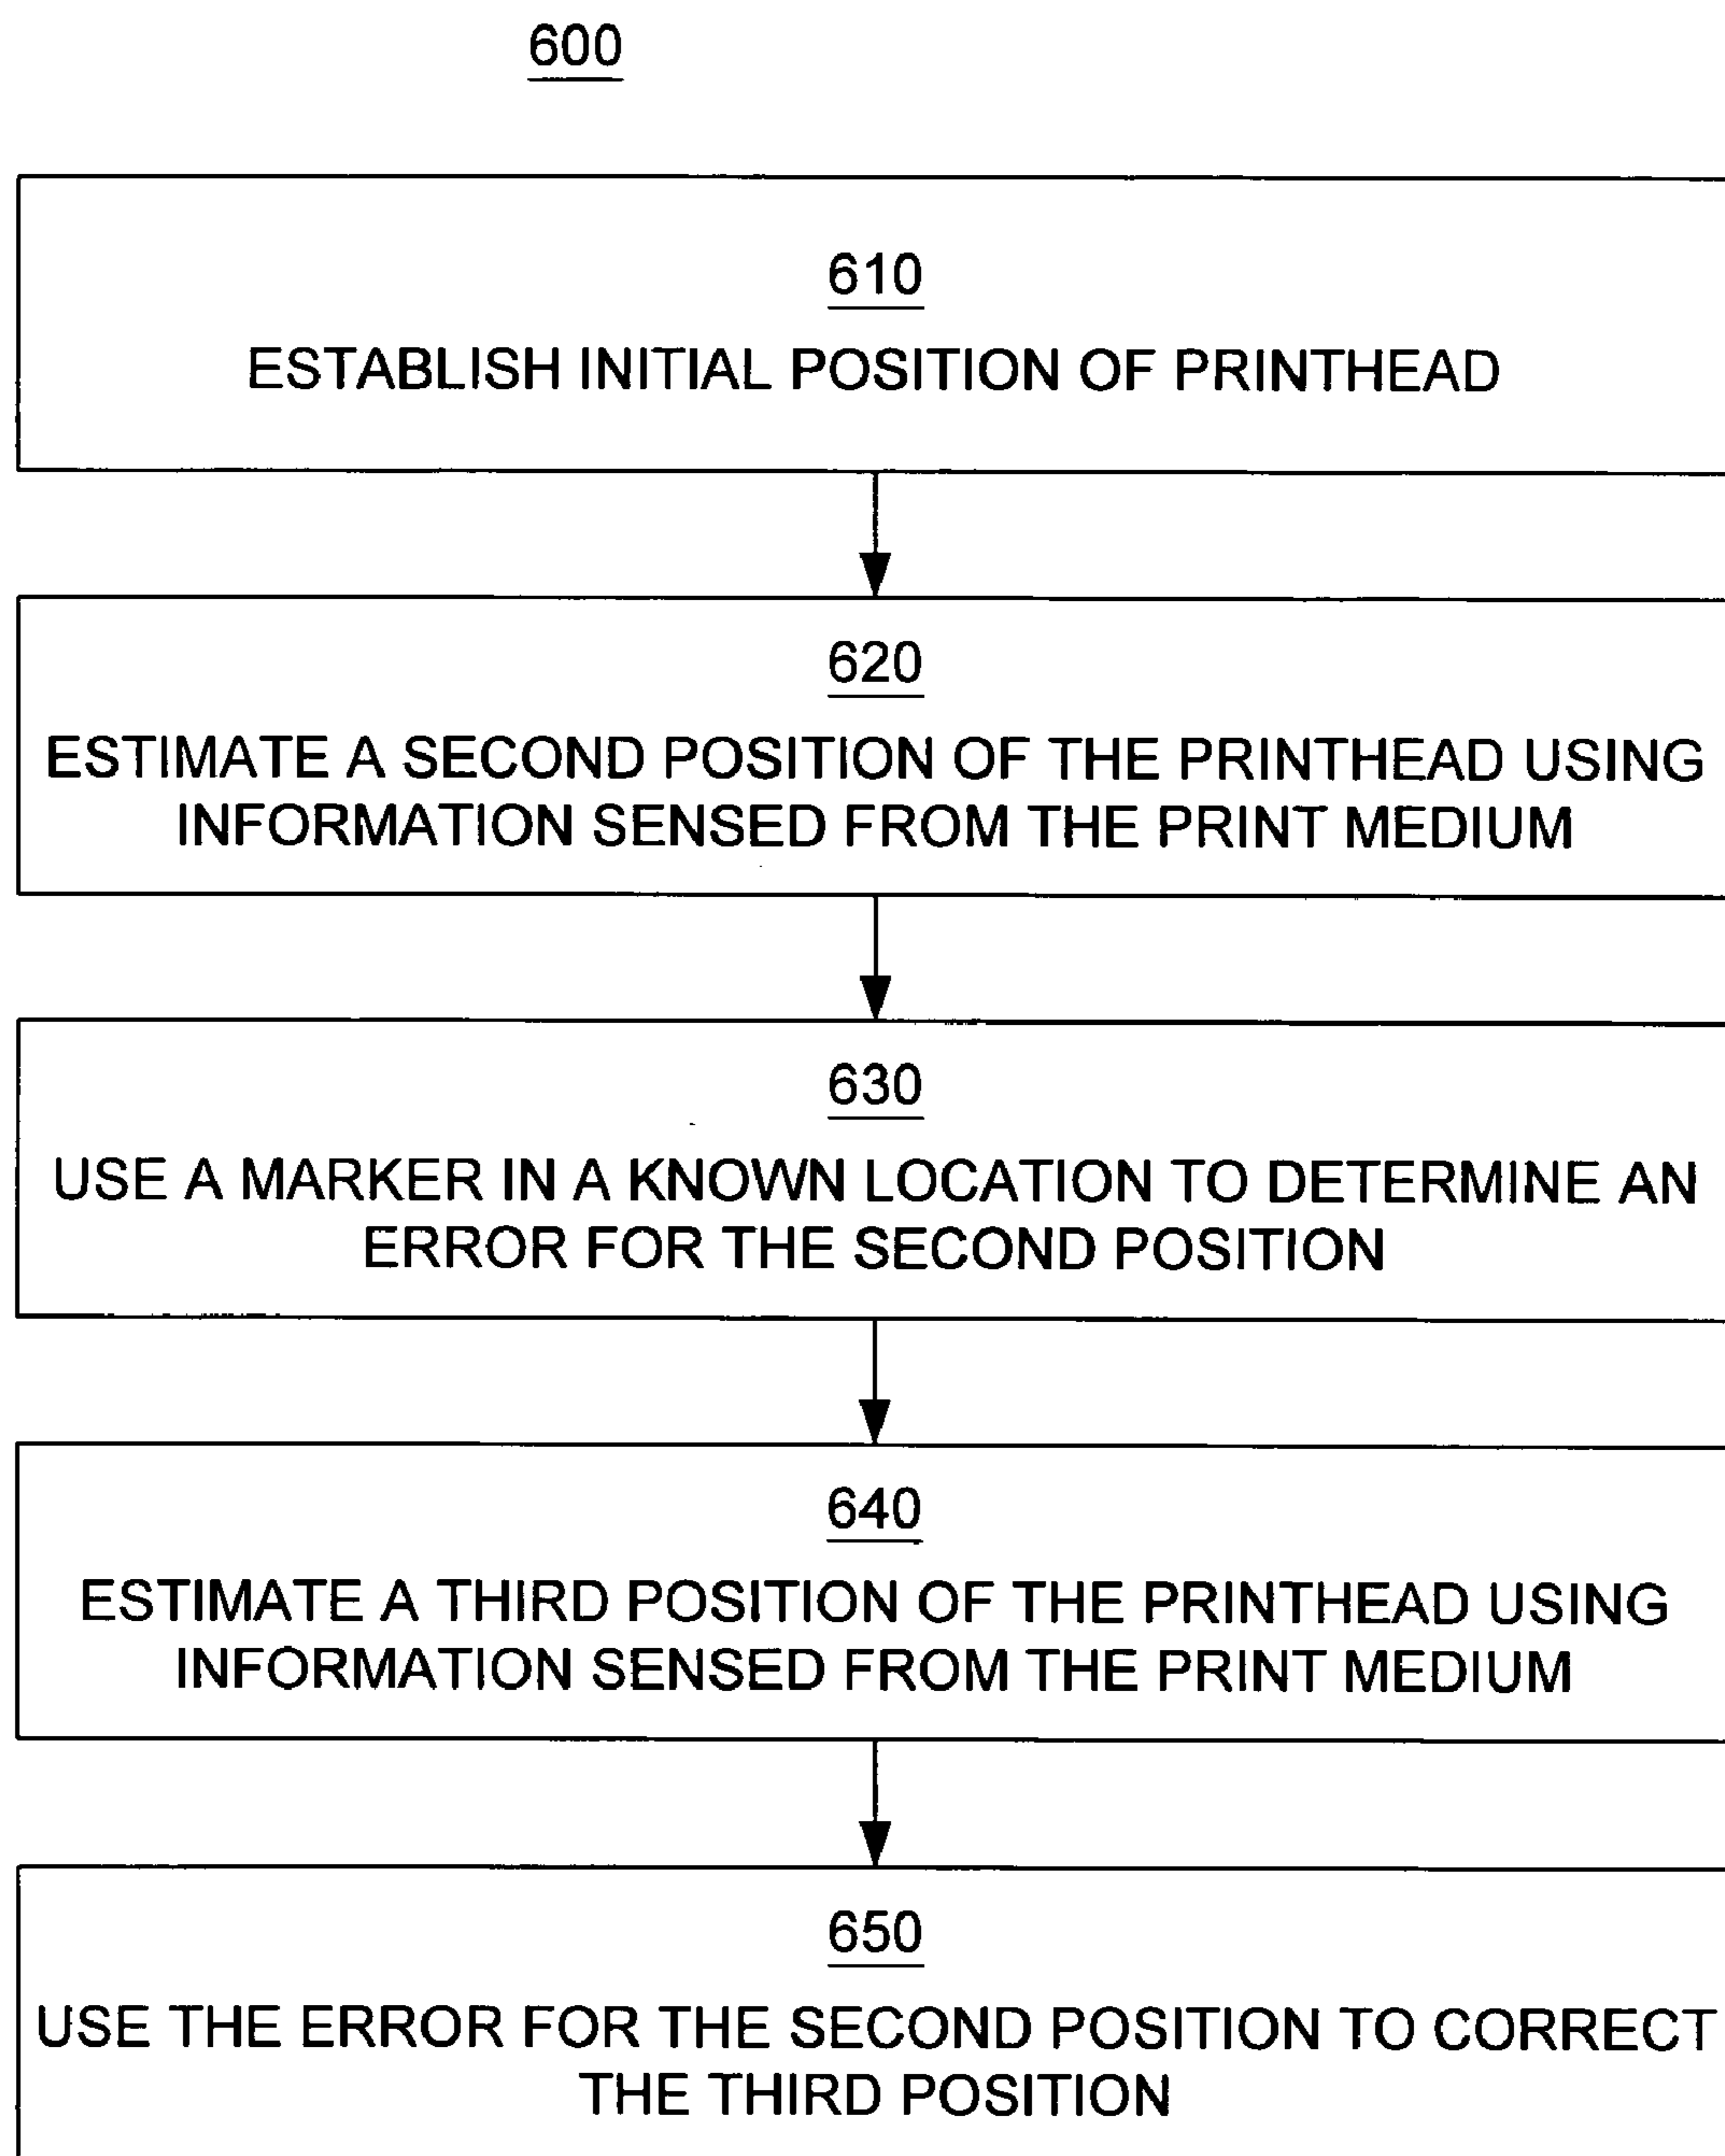 600
610
ESTABLISH INITIAL POSITION OF PRINTHEAD
620
ESTIMATE A SECOND POSITION OF THE PRINTHEAD USING
INFORMATION SENSED FROM THE PRINT MEDIUM
630
USE A MARKER IN A KNOWN LOCATION TO DETERMINE AN
ERROR FOR THE SECOND POSITION
640
ESTIMATE A THIRD POSITION OF THE PRINTHEAD USING
INFORMATION SENSED FROM THE PRINT MEDIUM
650
USE THE ERROR FOR THE SECOND POSITION TO CORRECT
THE THIRD POSITION